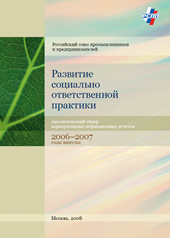 РСПП
Российский союз промышленников
и предпринимателей
Развитие
социально
ответственной
практики
Аналитический обзор
корпоративных нефинансовых отчетов
2006–2007
годы выпуска
Москва, 2008